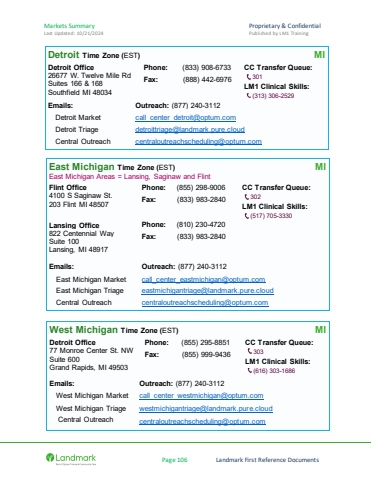 Markets Summary
Proprietary & Confidential
Last Updated: 10/21/2024
Published by LM1 Training
Detroit Time Zone (EST) MI
Detroit Office
26677 W. Twelve Mile Rd
Suites 166 & 168
Southfield MI 48034
Phone: (833) 908-6733
Fax: (888) 442-6976
CC Transfer Queue:
301
LM1 Clinical Skills:
(313) 306-2529
Emails: Outreach: (877) 240-3112
Detroit Market call_center_detroit@optum.com
Detroit Triage detroittriage@landmark.pure.cloud
Central Outreach centraloutreachscheduling@optum.com
East Michigan Time Zone (EST) MI
East Michigan Areas = Lansing, Saginaw and Flint
Flint Office
4100 S Saginaw St.
203 Flint MI 48507
Phone: (855) 298-9006
Fax: (833) 983-2840
CC Transfer Queue:
302
LM1 Clinical Skills:
(517) 705-3330
Lansing Office
822 Centennial Way
Suite 100
Lansing, MI 48917
Phone: (810) 230-4720
Fax: (833) 983-2840
Emails: Outreach: (877) 240-3112
East Michigan Market call_center_eastmichigan@optum.com
East Michigan Triage eastmichigantriage@landmark.pure.cloud
Central Outreach centraloutreachscheduling@optum.com
West Michigan Time Zone (EST) MI
Detroit Office
77 Monroe Center St. NW
Suite 600
Grand Rapids, MI 49503
Phone: (855) 295-8851
Fax: (855) 999-9436
CC Transfer Queue:
303
LM1 Clinical Skills:
(616) 303-1686
Emails: Outreach: (877) 240-3112
West Michigan Market call_center_westmichigan@optum.com
West Michigan Triage westmichigantriage@landmark.pure.cloud
Central Outreach centraloutreachscheduling@optum.com
Landmark
Page 106
Landmark First Reference Documents